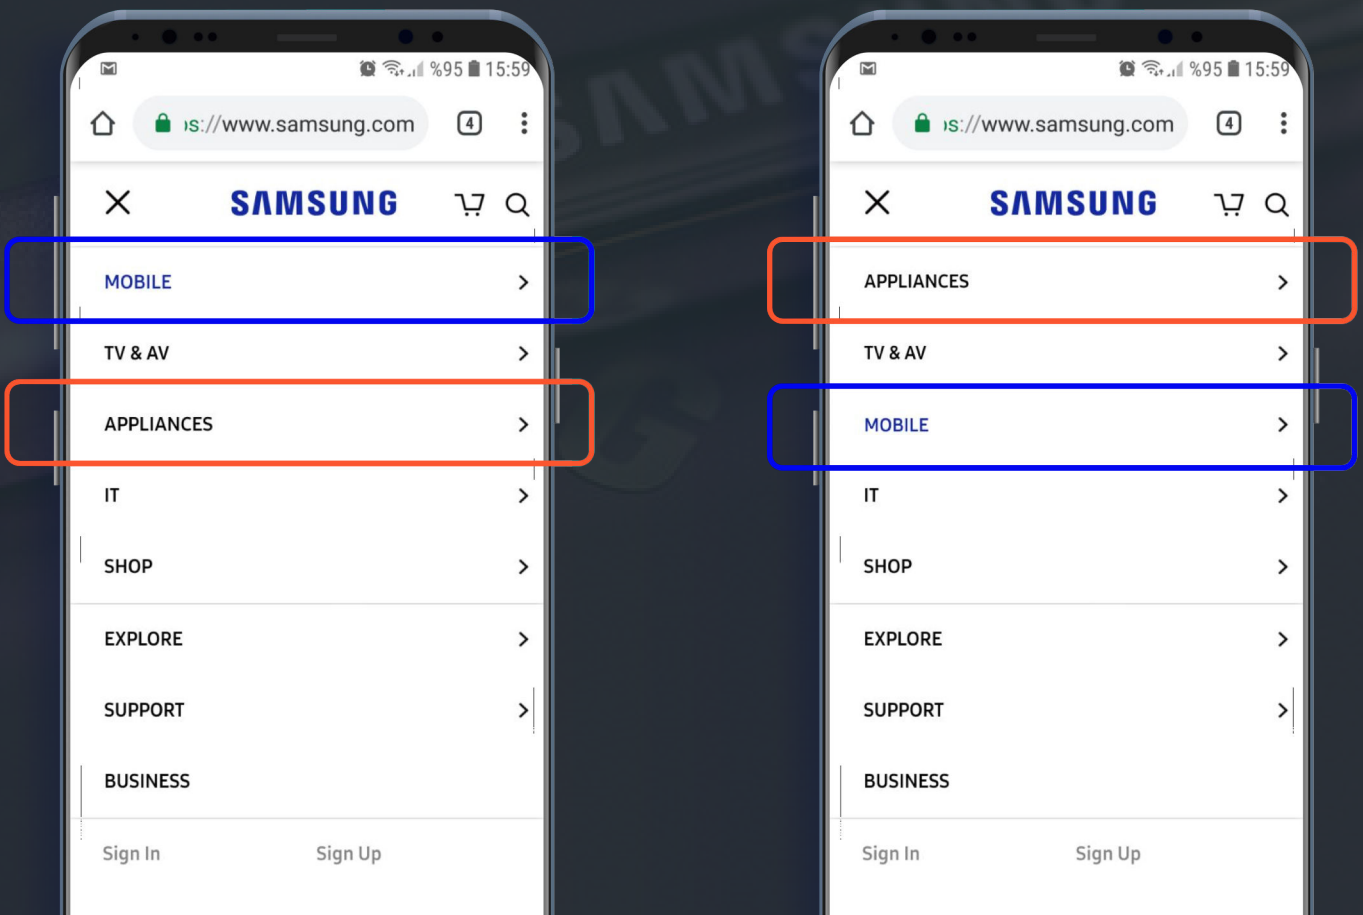 %95 15:59
s://www.samsung.com 4
SAMSUNG
MOBILE
TV & AV
APPLIANCES
IT
SHOP
EXPLORE
SUPPORT
BUSINESS
Sign In Sign Up
SAMSUNG
%95 15:59
s://www.samsung.com 4
SAMSUNG
APPLIANCES
TV & AV
MOBILE
IT
SHOP
EXPLORE
SUPPORT
BUSINESS
Sign In Sign Up